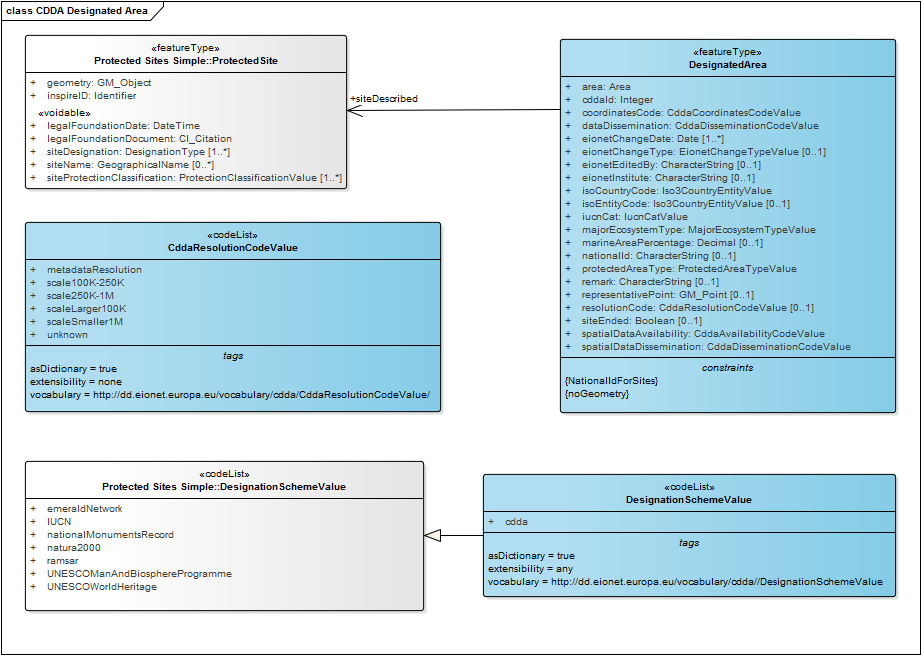 class CDDA Designated Area
«featureType»
Protected Sites Simple::ProtectedSite
+ geometry: GM_Object
+ inspireID: Identifier
«voidable»
+ legalFoundationDate: DateTime
+ legalFoundationDocument: CI_Citation
+ siteDesignation: DesignationType [1..*]
+ siteName: GeographicalName [0..*]
+ siteProtectionClassification: ProtectionClassificationValue [1..*]
+siteDescribed
«featureType»
DesignatedArea
+ area: Area
+ cddaId: Integer
+ coordinatesCode: CddaCoordinatesCodeValue
+ dataDissemination: CddaDisseminationCodeValue
+ eionetChangeDate: Date [1..*]
+ eionetChangeType: EionetChangeTypeValue [0..1]
+ eionetEditedBy: CharacterString [0..1]
+ eionetInstitute: CharacterString [0..1]
+ isoCountryCode: Iso3CountryEntityValue
+ isoEntityCode: Iso3CountryEntityValue [0..1]
+ iucnCat: IucnCatValue
+ majorEcosystemType: MajorEcosystemTypeValue
+ marineAreaPercentage: Decimal [0..1]
+ nationalId: CharacterString [0..1]
+ protectedAreaType: ProtectedAreaTypeValue
+ remark: CharacterString [0..1]
+ representativePoint: GM_Point [0..1]
+ resolutionCode: CddaResolutionCodeValue [0..1]
+ siteEnded: Boolean [0..1]
+ spatialDataAvailability: CddaAvailabilityCodeValue
+ spatialDataDissemination: CddaDisseminationCodeValue
constraints
{NationalIdForSites}
{noGeometry}
«codeList»
CddaResolutionCodeValue
+ metadataResolution
+ scale100K-250K
+ scale250K-1M
+ scaleLarger100K
+ scaleSmaller1M
+ unknown
tags
asDictionary = true
extensibility = none
vocabulary = http://dd.eionet.europa.eu/vocabulary/cdda/CddaResolutionCodeValue/
«codeList»
Protected Sites Simple::DesignationSchemeValue
+ emeraldNetwork
+ IUCN
+ nationalMonumentsRecord
+ natura2000
+ ramsar
+ UNESCOManAndBiosphereProgramme
+ UNESCOWorldHeritage
«codeList»
DesignationSchemeValue
+ cdda
tags
asDictionary = true
extensibility = any
vocabulary = http://dd.eionet.europa.eu/vocabulary/cdda//DesignationSchemeValue